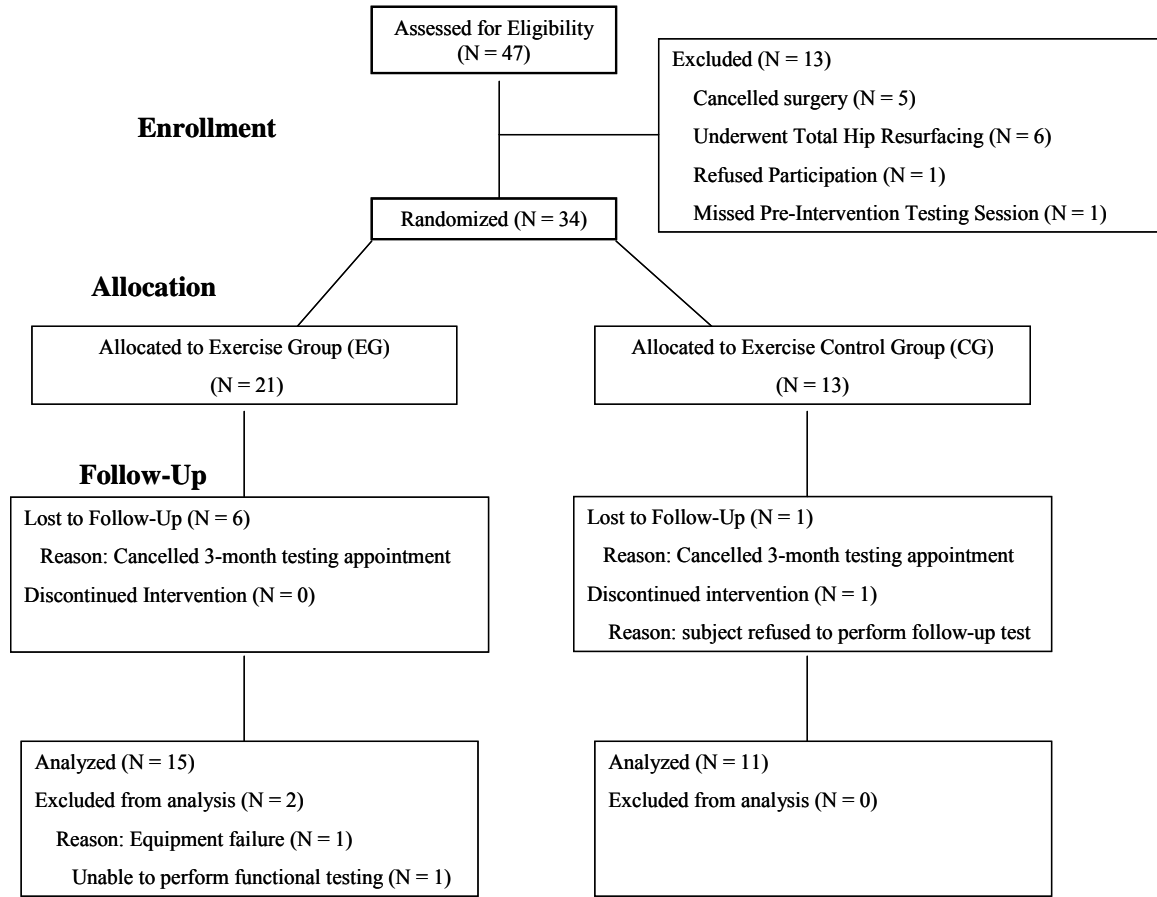 Assessed for Eligibility
(N = 47)
Excluded (N = 13)
Cancelled surgery (N = 5)
Underwent Total Hip Resurfacing (N = 6)
Refused Participation (N = 1)
Missed Pre-Intervention Testing Session (N = 1)
Enrollment
Randomized (N = 34)
Allocation
Allocated to Exercise Group (EG)
(N = 21)
Allocated to Exercise Control Group (CG)
(N = 13)
Follow-Up
Lost to Follow-Up (N = 6)
Reason: Cancelled 3-month testing appointment
Discontinued Intervention (N = 0)
Lost to Follow-Up (N = 1)
Reason: Cancelled 3-month testing appointment
Discontinued intervention (N = 1)
Reason: subject refused to perform follow-up test
Analyzed (N = 15)
Excluded from analysis (N = 2)
Reason: Equipment failure (N = 1)
Unable to perform functional testing (N = 1)
Analyzed (N = 11)
Excluded from analysis (N = 0)